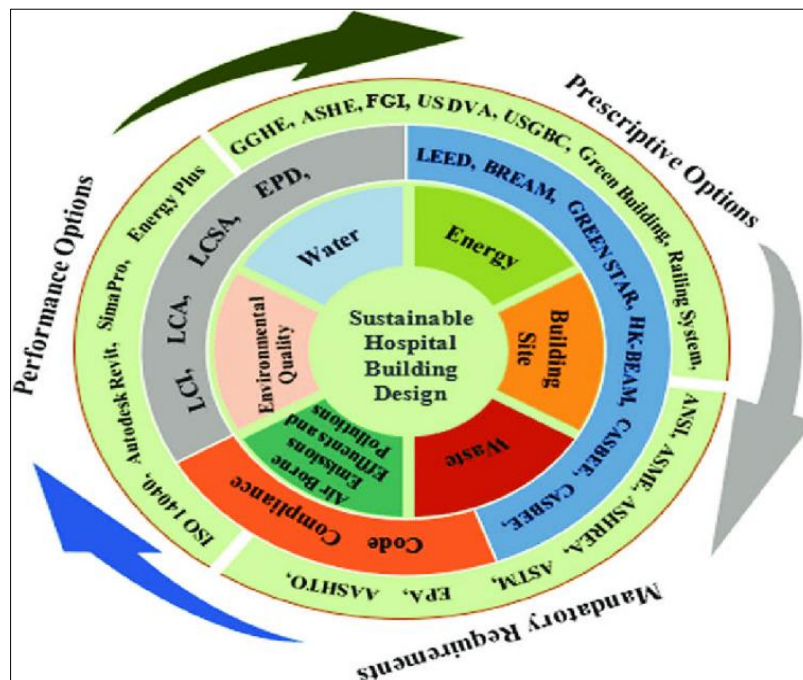 Prescriptive Options
GGHE, ASHE, FGI, US DVA, USGBC, Green Building, Railing System,
LEED, BREAM, GREEN STAR, HK-BEAM, CASBEE, CASBEE,
EPD,
LCSA,
LCA,
LCI,
Performance Options
Energy Plus
SimaPro,
Autodesk Revit,
ISO 14040,
Water
Energy
Building
Site
Waste
Air Borne
Emissions
Effluents and
Pollutions
Environmental
Quality
Sustainable
Hospital
Building
Design
Code Compliance
ANSI, ASME, ASHREA, ASTM, EPA, AASHTO,
Mandatory Requirements